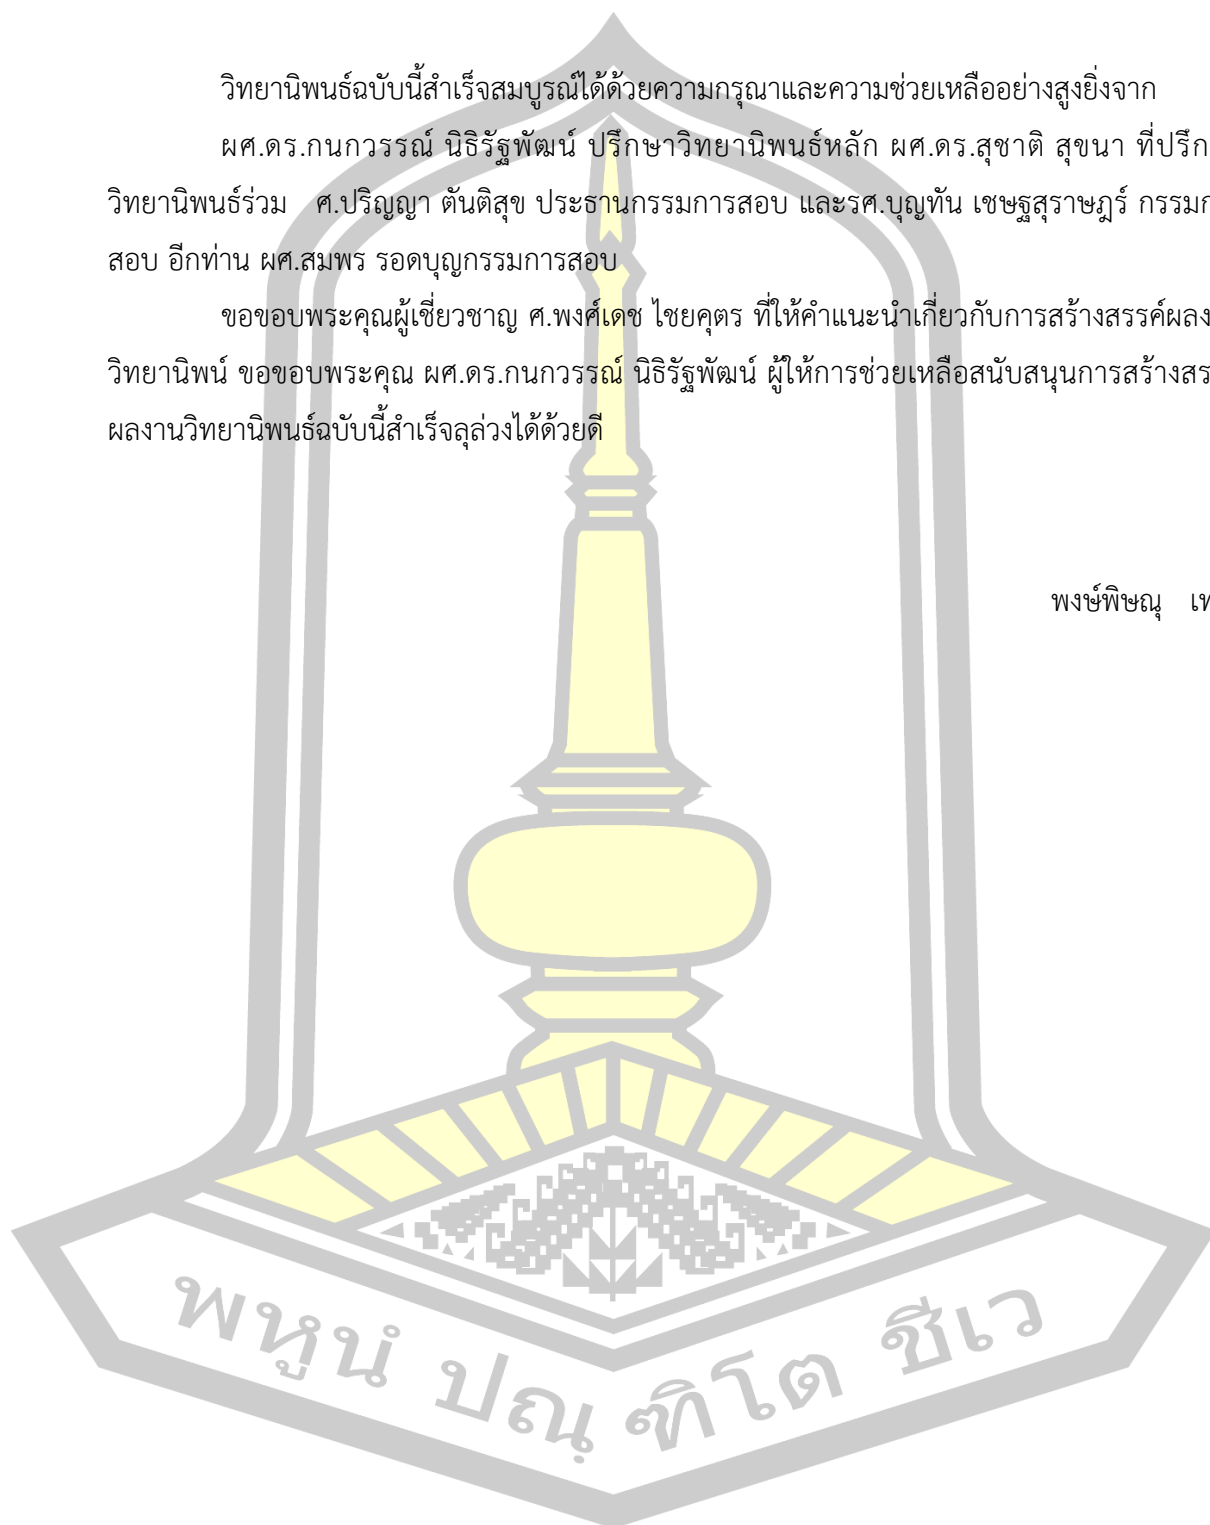 วิทยานิพนธ์ฉบับนี้สำเร็จสมบูรณ์ได้ด้วยความกรุณาและความช่วยเหลืออย่างสูงยิ่งจาก
ผศ.ดร.กนกวรรณ์ นิธิรัฐพัฒน์ ปรึกษาวิทยานิพนธ์หลัก ผศ.ดร.สุชาติ สุขนา ที่ปรึก
วิทยานิพนธ์ร่วม ศ.ปริญญา ตันติสุข ประธานกรรมการสอบ และรศ.บุญทัน เชษฐสุราษฎร์ กรรมก
สอบ อีกท่าน ผศ.สมพร รอดบุญกรรมการสอบ
ขอขอบพระคุณผู้เชี่ยวชาญ ศ.พงศ์เดช ไชยคุตร ที่ให้คำแนะนำเกี่ยวกับการสร้างสรรค์ผลง
วิทยานิพน์ ขอขอบพระคุณ ผศ.ดร.กนกวรรณ์ นิธิรัฐพัฒน์ ผู้ให้การช่วยเหลือสนับสนุนการสร้างสร
ผลงานวิทยานิพนธ์ฉบับนี้สำเร็จลุล่วงได้ด้วยดี
พงษ์พิษณุ
พหูนํ ปณฺฑิโต ชีเว